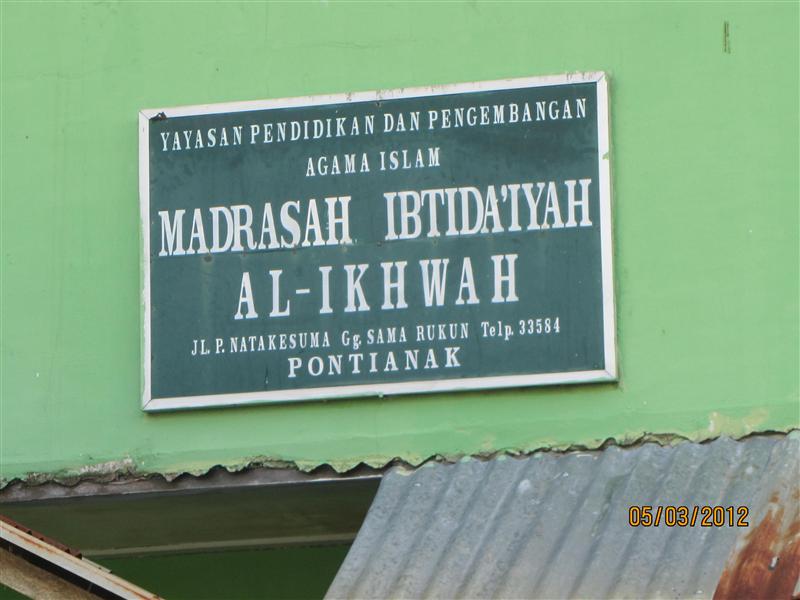 YAYASAN PENDIDIKAN DAN PENGEMBANGAN
AGAMA ISLAM
MADRASAH IBTIDA'IYAH
AL-IKHWAH
JL. P. NATAKESUMA Gg. SAMA RUKUN Telp. 33584
PONTIANAK
05/03/2012